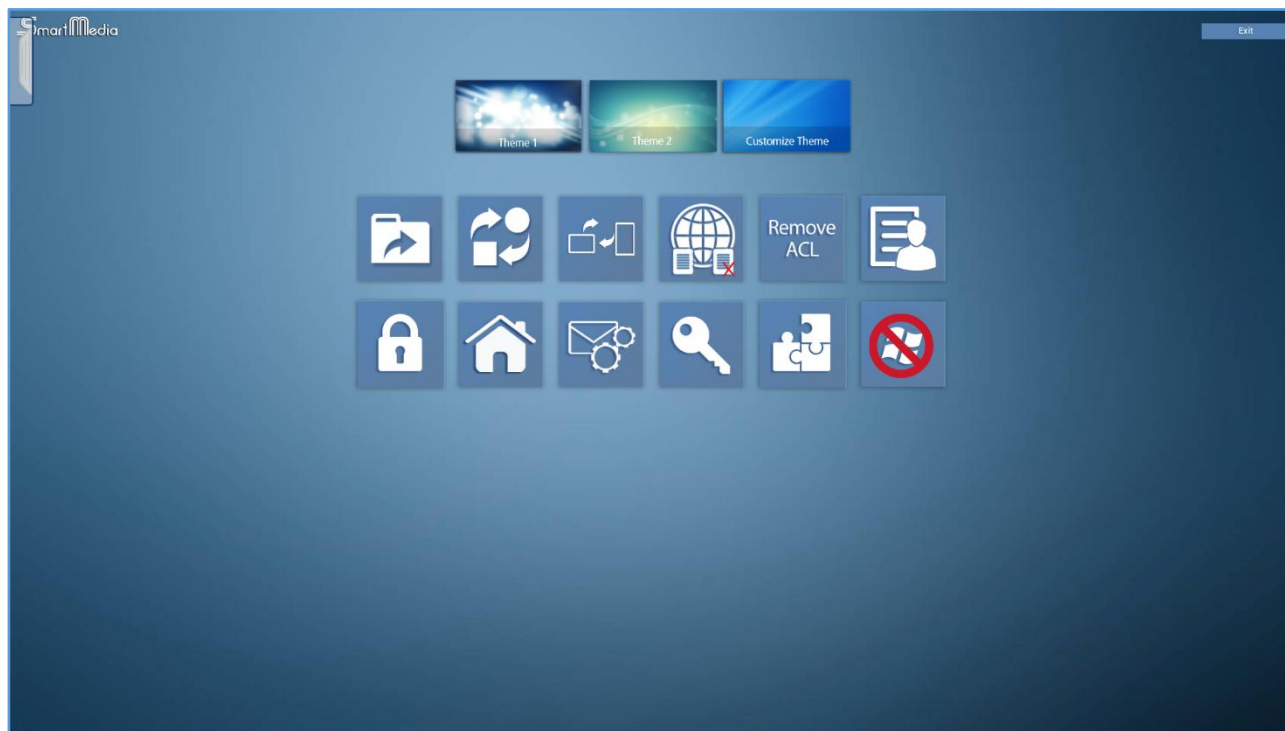 SmartMedia
Exit
Theme 1
Theme 2
Customize Theme
Remove
ACL